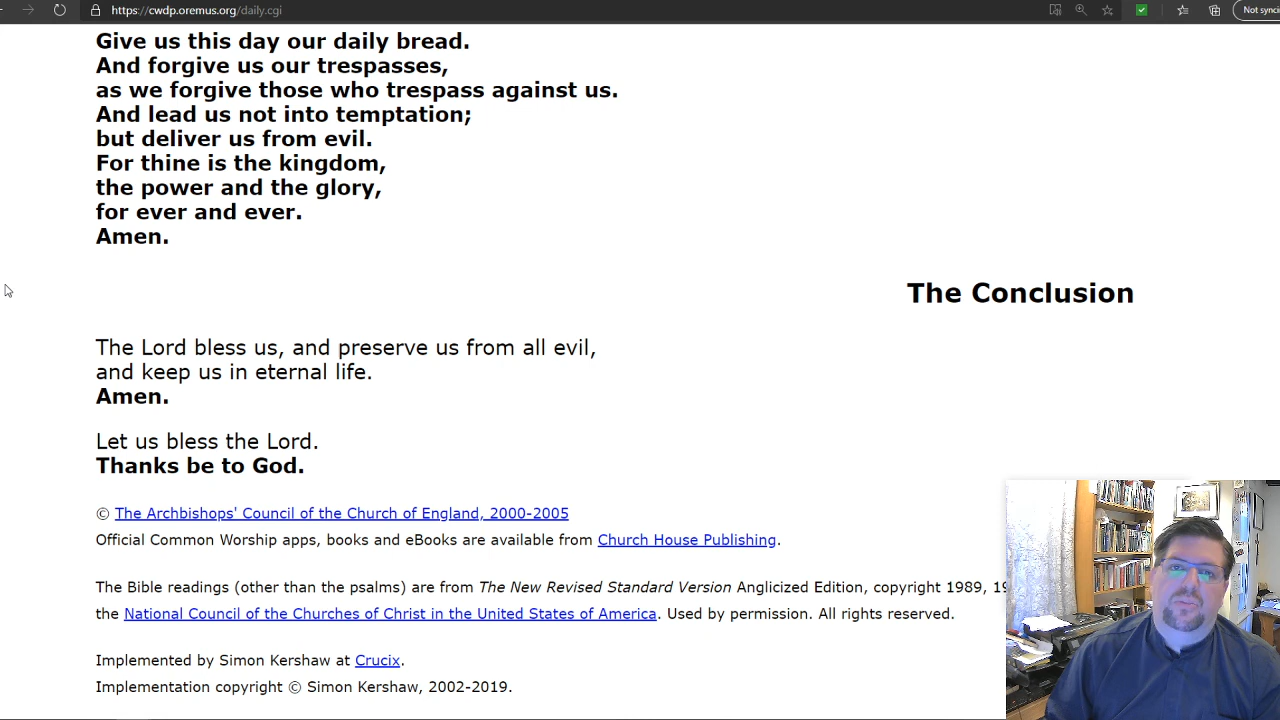 https://cwdp.oremus.org/daily.cgi
Not synci
Give us this day our daily bread.
And forgive us our trespasses,
as we forgive those who trespass against us.
And lead us not into temptation;
but deliver us from evil.
For thine is the kingdom,
the power and the glory,
for ever and ever.
Amen.
The Conclusion
The Lord bless us, and preserve us from all evil,
and keep us in eternal life.
Amen.
Let us bless the Lord.
Thanks be to God.
© The Archbishops' Council of the Church of England, 2000-2005
Official Common Worship apps, books and eBooks are available from Church House Publishing.
The Bible readings (other than the psalms) are from The New Revised Standard Version Anglicized Edition, copyright 1989, 19
the National Council of the Churches of Christ in the United States of America. Used by permission. All rights reserved.
Implemented by Simon Kershaw at Crucix.
Implementation copyright © Simon Kershaw, 2002-2019.